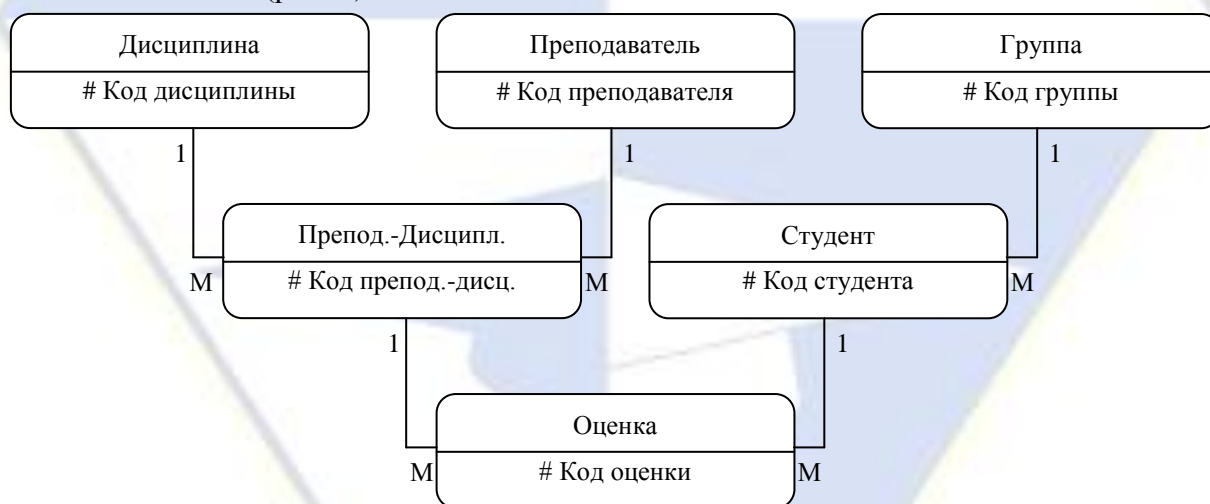 Дисциплина
# Код дисциплины
Преподаватель
# Код преподавателя
Группа
# Код группы
1
1
1
Препод.-Дисципл.
# Код препод.-дисц.
Студент
# Код студента
М
М
М
1
1
Оценка
# Код оценки
М
М